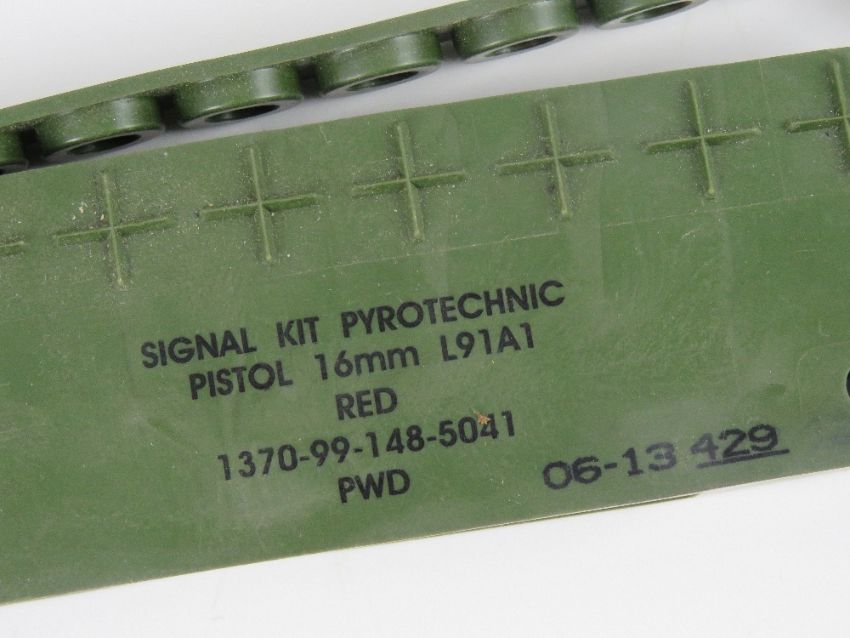 SIGNAL KIT PYROTECHNIC
PISTOL 16mm L91A1
RED
1370-99-148-5041
PWD
06-13 429